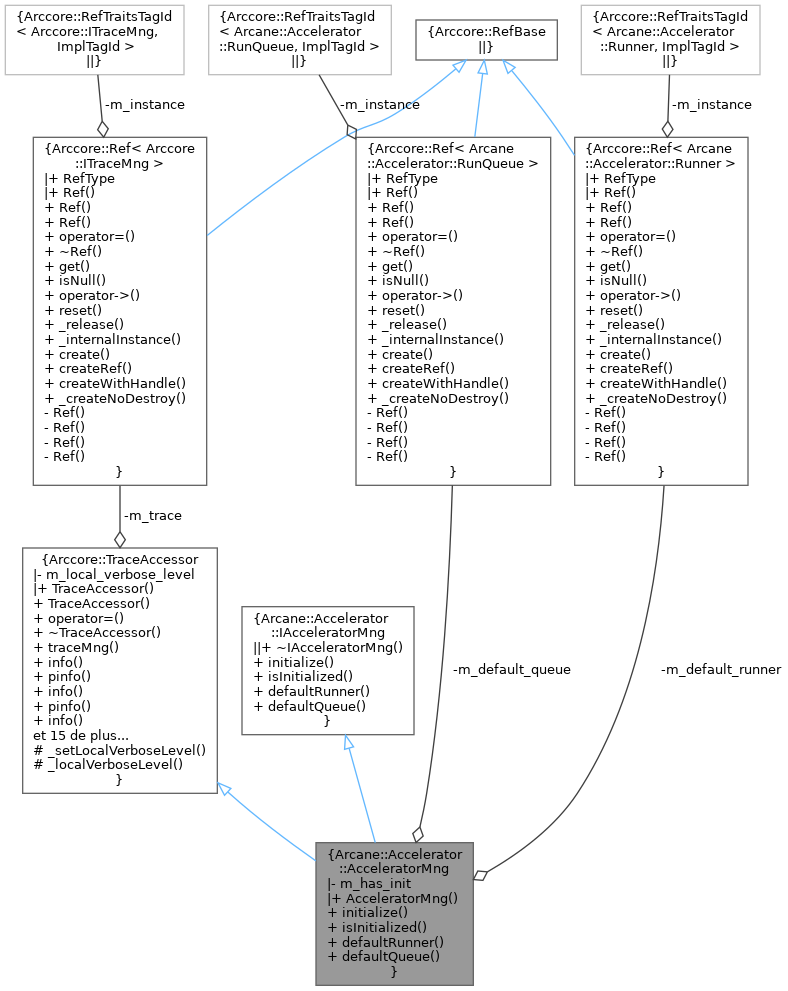 {Arccore::RefTraitsTagId
< Arccore::ITraceMng,
ImplTagId >
||}
{Arccore::RefTraitsTagId
< Arcane::Accelerator
::RunQueue, ImplTagId >
||}
{Arccore::RefBase
||}
{Arccore::RefTraitsTagId
< Arcane::Accelerator
::Runner, ImplTagId >
||}
-m_instance
-m_instance
-m_instance
{Arccore::Ref< Arccore
::ITraceMng >
|+ RefType
|+ Ref()
+ Ref()
+ Ref()
+ operator=()
+ ~Ref()
+ get()
+ isNull()
+ operator->()
+ reset()
+ _release()
+ _internalInstance()
+ create()
+ createRef()
+ createWithHandle()
+ _createNoDestroy()
- Ref()
- Ref()
- Ref()
- Ref()
}
{Arccore::Ref< Arcane
::Accelerator::RunQueue >
|+ RefType
|+ Ref()
+ Ref()
+ Ref()
+ operator=()
+ ~Ref()
+ get()
+ isNull()
+ operator->()
+ reset()
+ _release()
+ _internalInstance()
+ create()
+ createRef()
+ createWithHandle()
+ _createNoDestroy()
- Ref()
- Ref()
- Ref()
- Ref()
}
{Arccore::Ref< Arcane
::Accelerator::Runner >
|+ RefType
|+ Ref()
+ Ref()
+ Ref()
+ operator=()
+ ~Ref()
+ get()
+ isNull()
+ operator->()
+ reset()
+ _release()
+ _internalInstance()
+ create()
+ createRef()
+ createWithHandle()
+ _createNoDestroy()
- Ref()
- Ref()
- Ref()
- Ref()
}
-m_trace
{Arccore::TraceAccessor
|- m_local_verbose_level
|+ TraceAccessor()
+ TraceAccessor()
+ operator=()
+ ~TraceAccessor()
+ traceMng()
+ info()
+ pinfo()
+ info()
+ pinfo()
+ info()
et 15 de plus...
# _setLocalVerboseLevel()
# _localVerboseLevel()
}
{Arcane::Accelerator
::IAcceleratorMng
||+ ~IAcceleratorMng()
+ initialize()
+ isInitialized()
+ defaultRunner()
+ defaultQueue()
}
-m_default_queue
-m_default_runner
{Arcane::Accelerator
::AcceleratorMng
|- m_has_init
|+ AcceleratorMng()
+ initialize()
+ isInitialized()
+ defaultRunner()
+ defaultQueue()
}